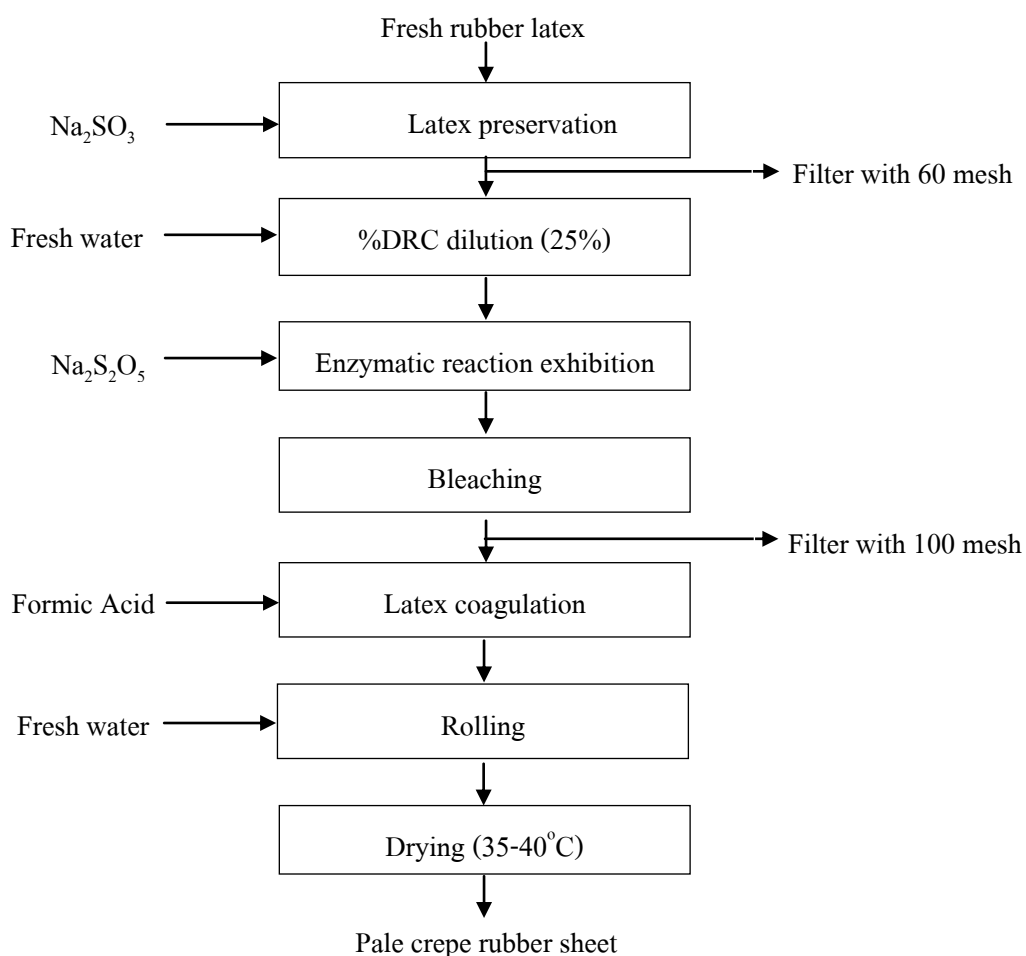 Fresh rubber latex
Na₂SO₃
Latex preservation
Filter with 60 mesh
Fresh water
%DRC dilution (25%)
Na₂S₂O₅
Enzymatic reaction exhibition
Bleaching
Filter with 100 mesh
Formic Acid
Latex coagulation
Fresh water
Rolling
Drying (35-40°C)
Pale crepe rubber sheet